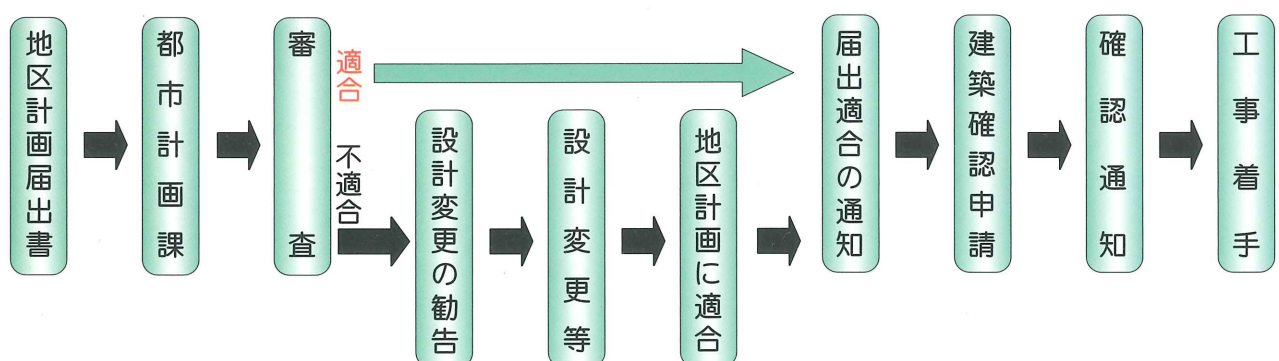 地区計画届出書
都市計画課
審査
適合
不適合
設計変更の勧告
設計変更等
地区計画に適合
届出適合の通知
建築確認申請
確認通知
工事着手